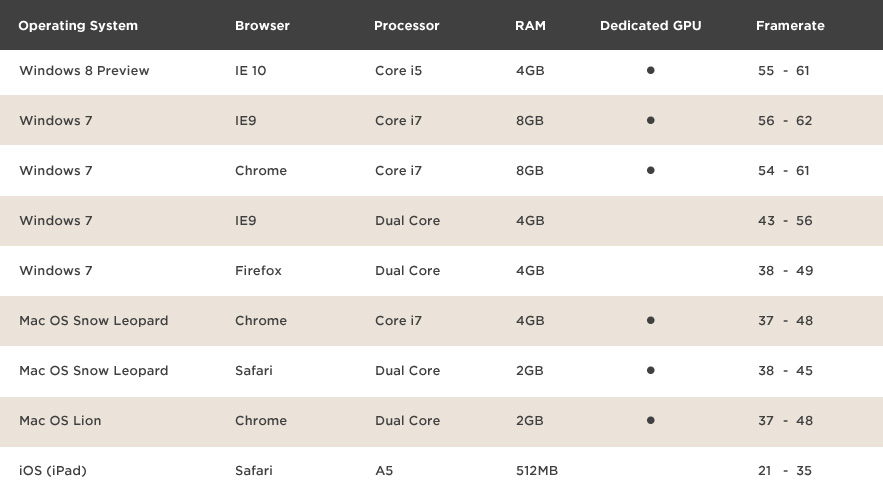 Operating System Browser Processor RAM Dedicated GPU Framerate
Windows 8 Preview IE 10 Core i5 4GB ● 55 - 61
Windows 7 IE9 Core i7 8GB ● 56 - 62
Windows 7 Chrome Core i7 8GB ● 54 - 61
Windows 7 IE9 Dual Core 4GB 43 - 56
Windows 7 Firefox Dual Core 4GB 38 - 49
Mac OS Snow Leopard Chrome Core i7 4GB ● 37 - 48
Mac OS Snow Leopard Safari Dual Core 2GB ● 38 - 45
Mac OS Lion Chrome Dual Core 2GB ● 37 - 48
iOS (iPad) Safari A5 512MB 21 - 35